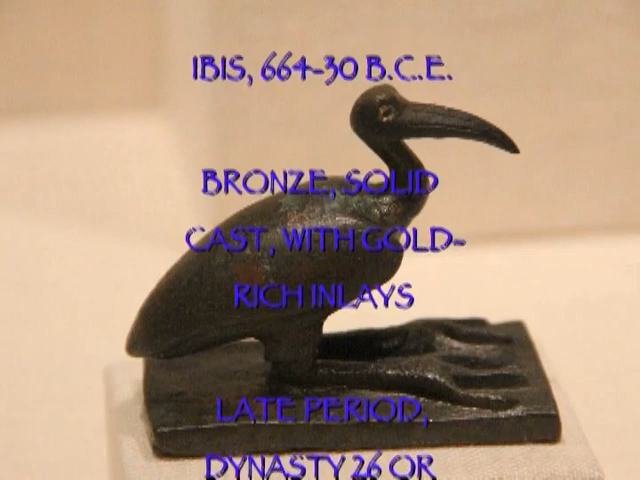 IBIS, 664-30 B.C.E.
BRONZE, SOLID
CAST, WITH GOLD-
RICH INLAYS
LATE PERIOD,
DYNASTY 26 OR